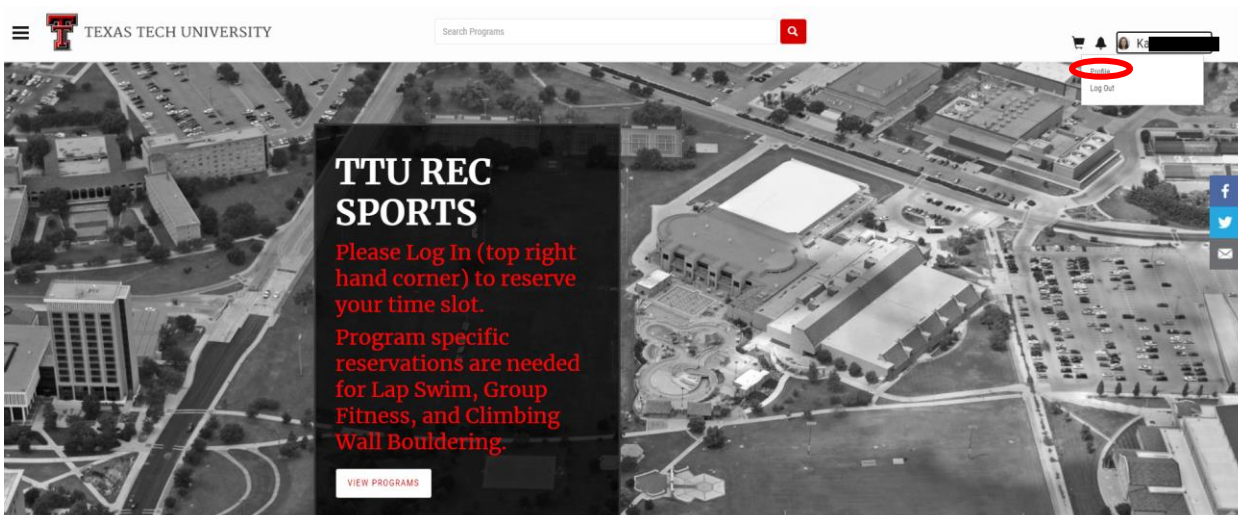 TEXAS TECH UNIVERSITY
Search Programs
Ka
Profile
Log Out
TTU REC
SPORTS
Please Log In (top right
hand corner) to reserve
your time slot.
Program specific
reservations are needed
for Lap Swim, Group
Fitness, and Climbing
Wall Bouldering.
VIEW PROGRAMS